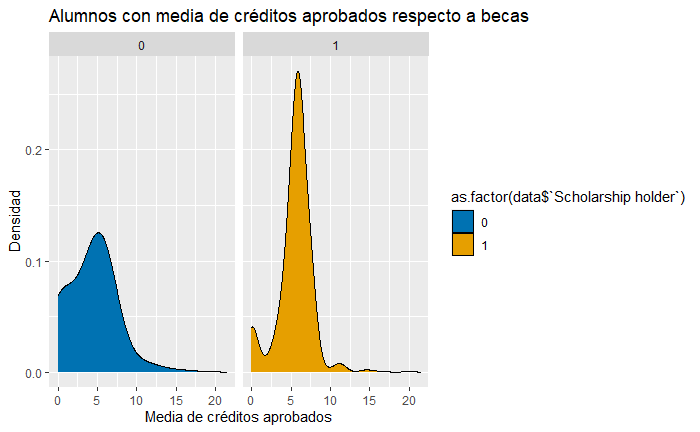 Alumnos con media de créditos aprobados respecto a becas
0
1
0.2
0.1
0.0
Densidad
0 5 10 15 20
0 5 10 15 20
Media de créditos aprobados
as.factor(data$`Scholarship holder`)
0
1